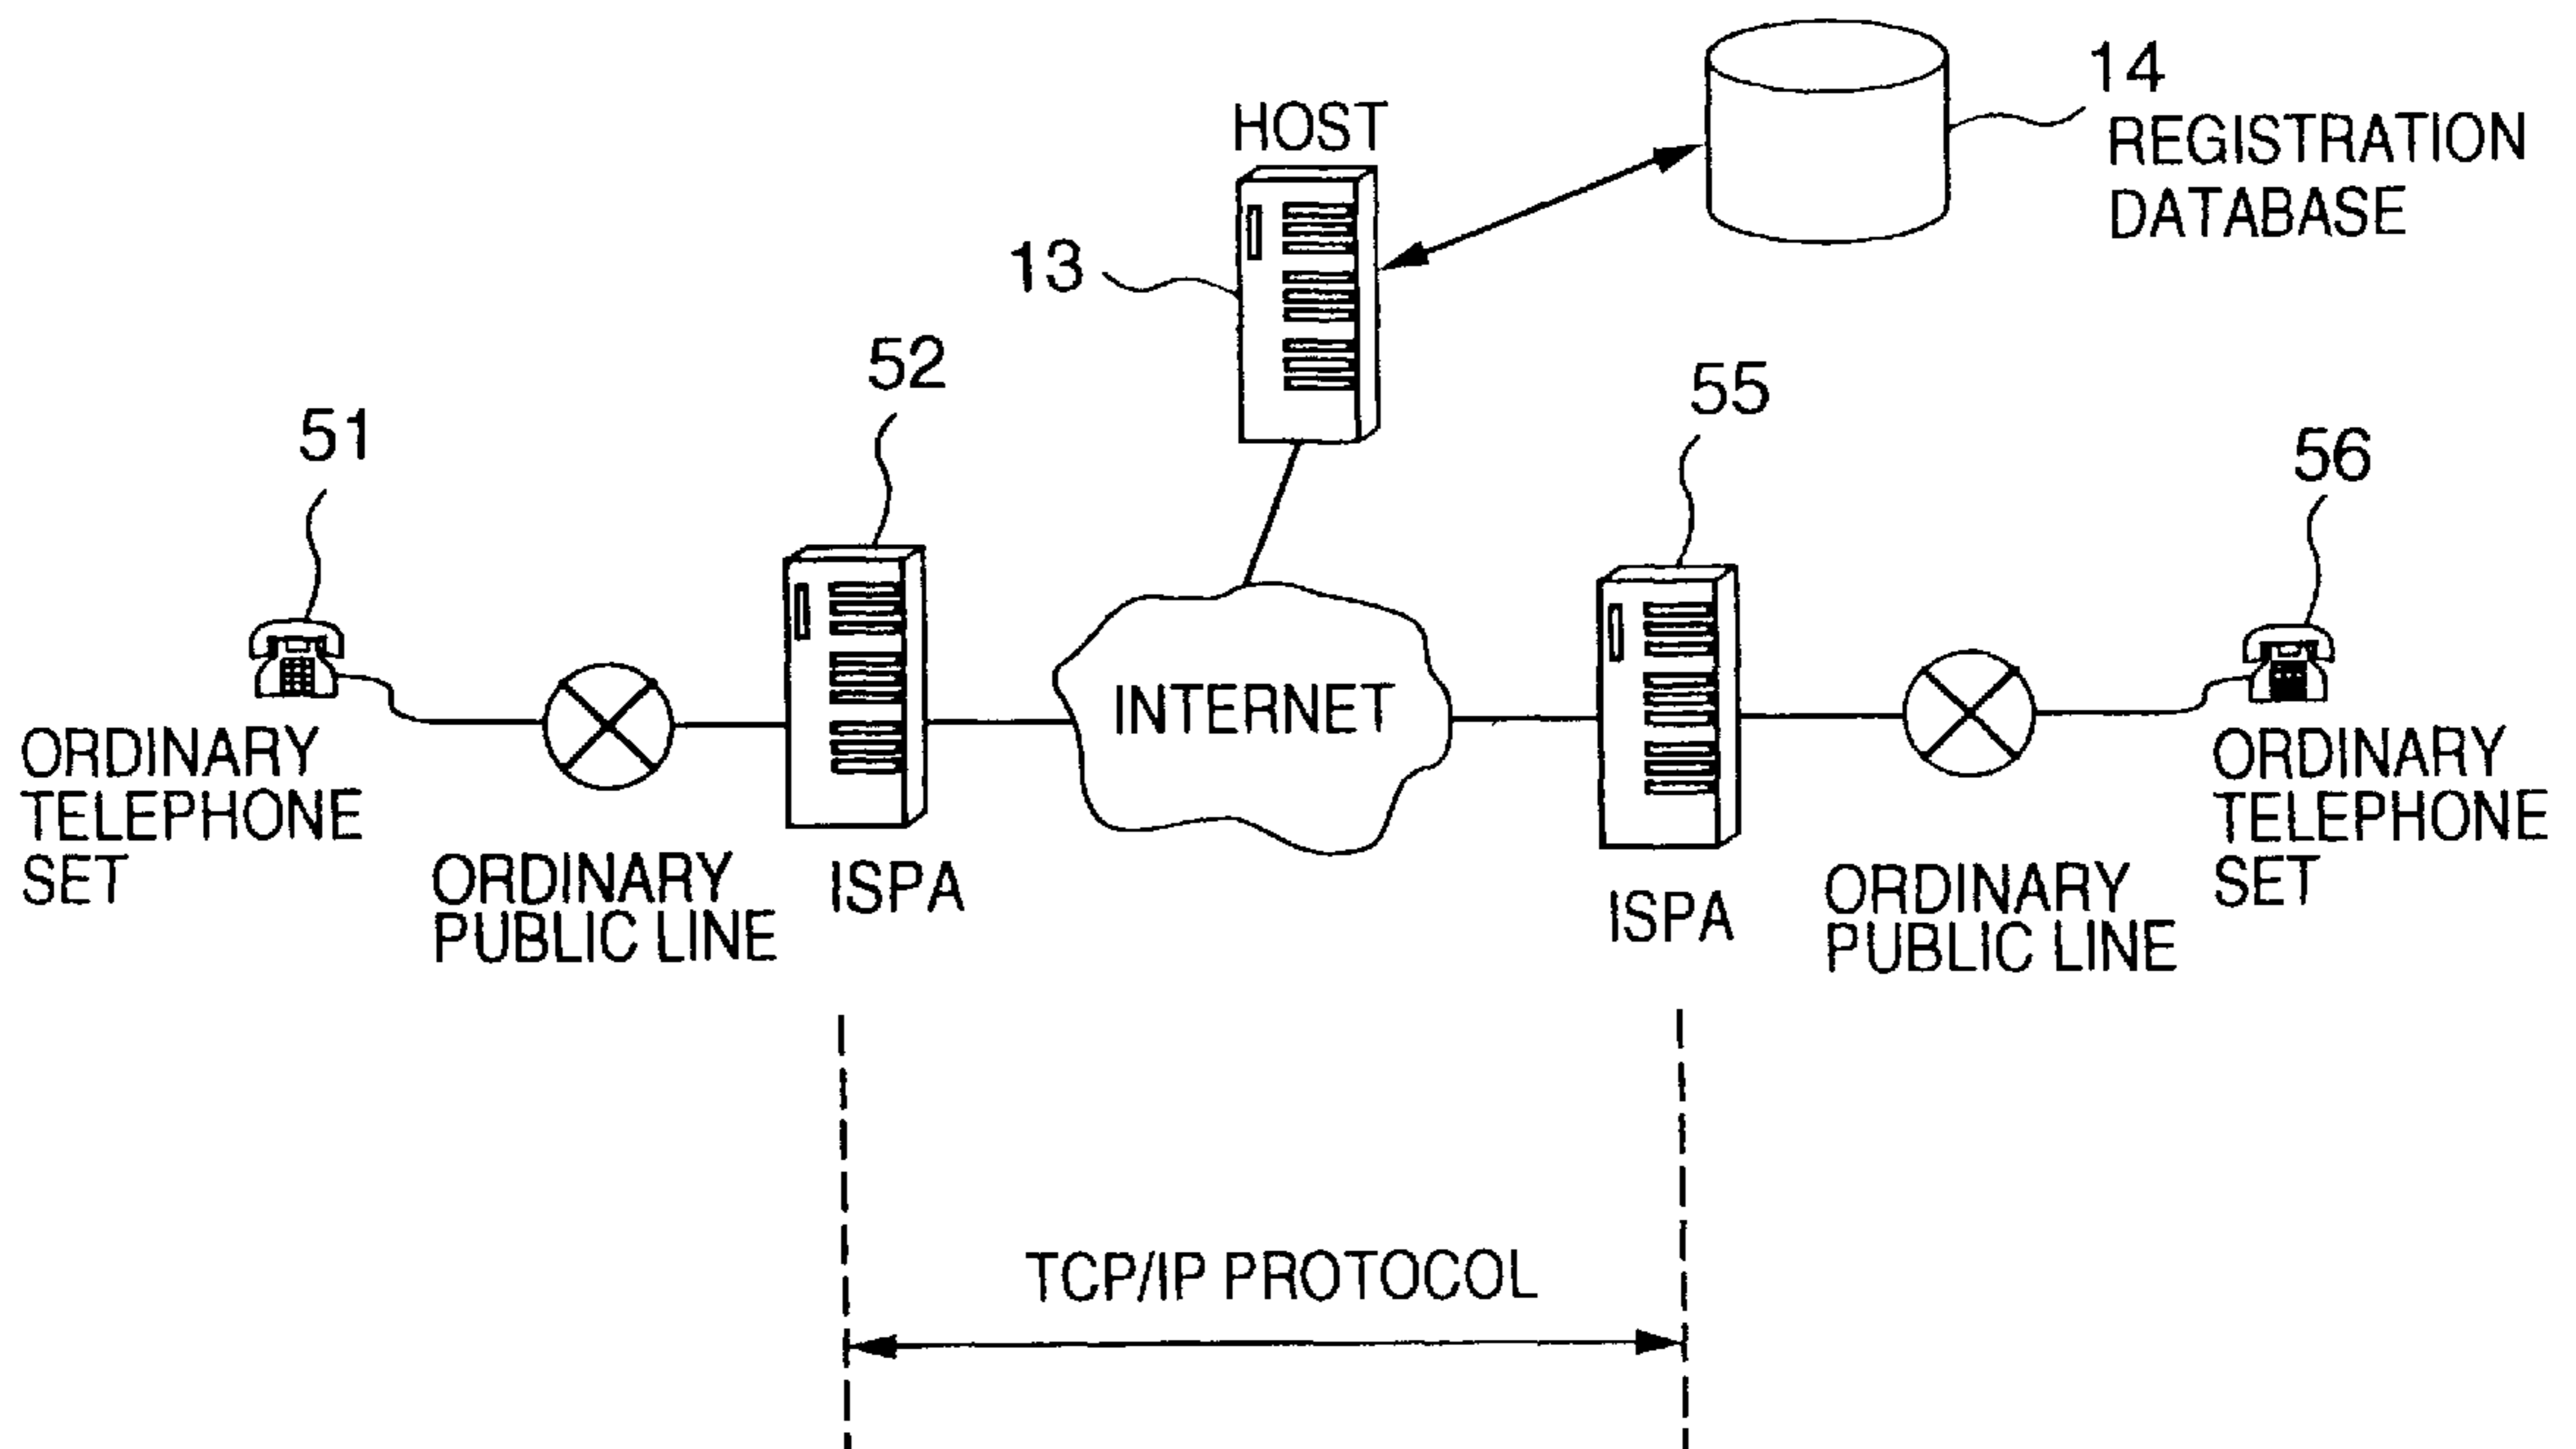 HOST
13
14
REGISTRATION
DATABASE
51
52
55
56
INTERNET
ORDINARY
TELEPHONE
SET
ORDINARY
PUBLIC LINE
ISPA
ISPA
ORDINARY
PUBLIC LINE
ORDINARY
TELEPHONE
SET
TCP/IP PROTOCOL